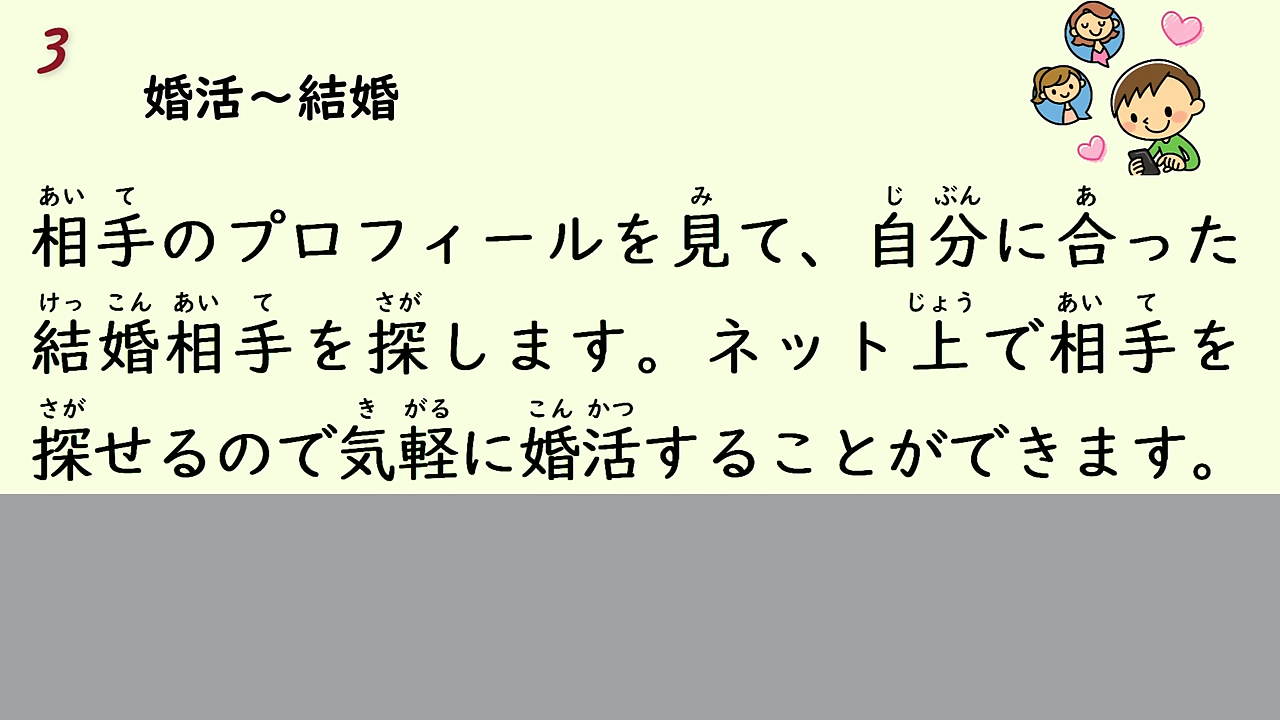 3
婚活～結婚
あい て み じ ぶん あ
相手のプロフィールを見て、自分に合った
けっ こん あい て さが じょう あい て
結婚相手を探します。ネット上で相手を
さが き がる こん かつ
探せるので気軽に婚活することができます。